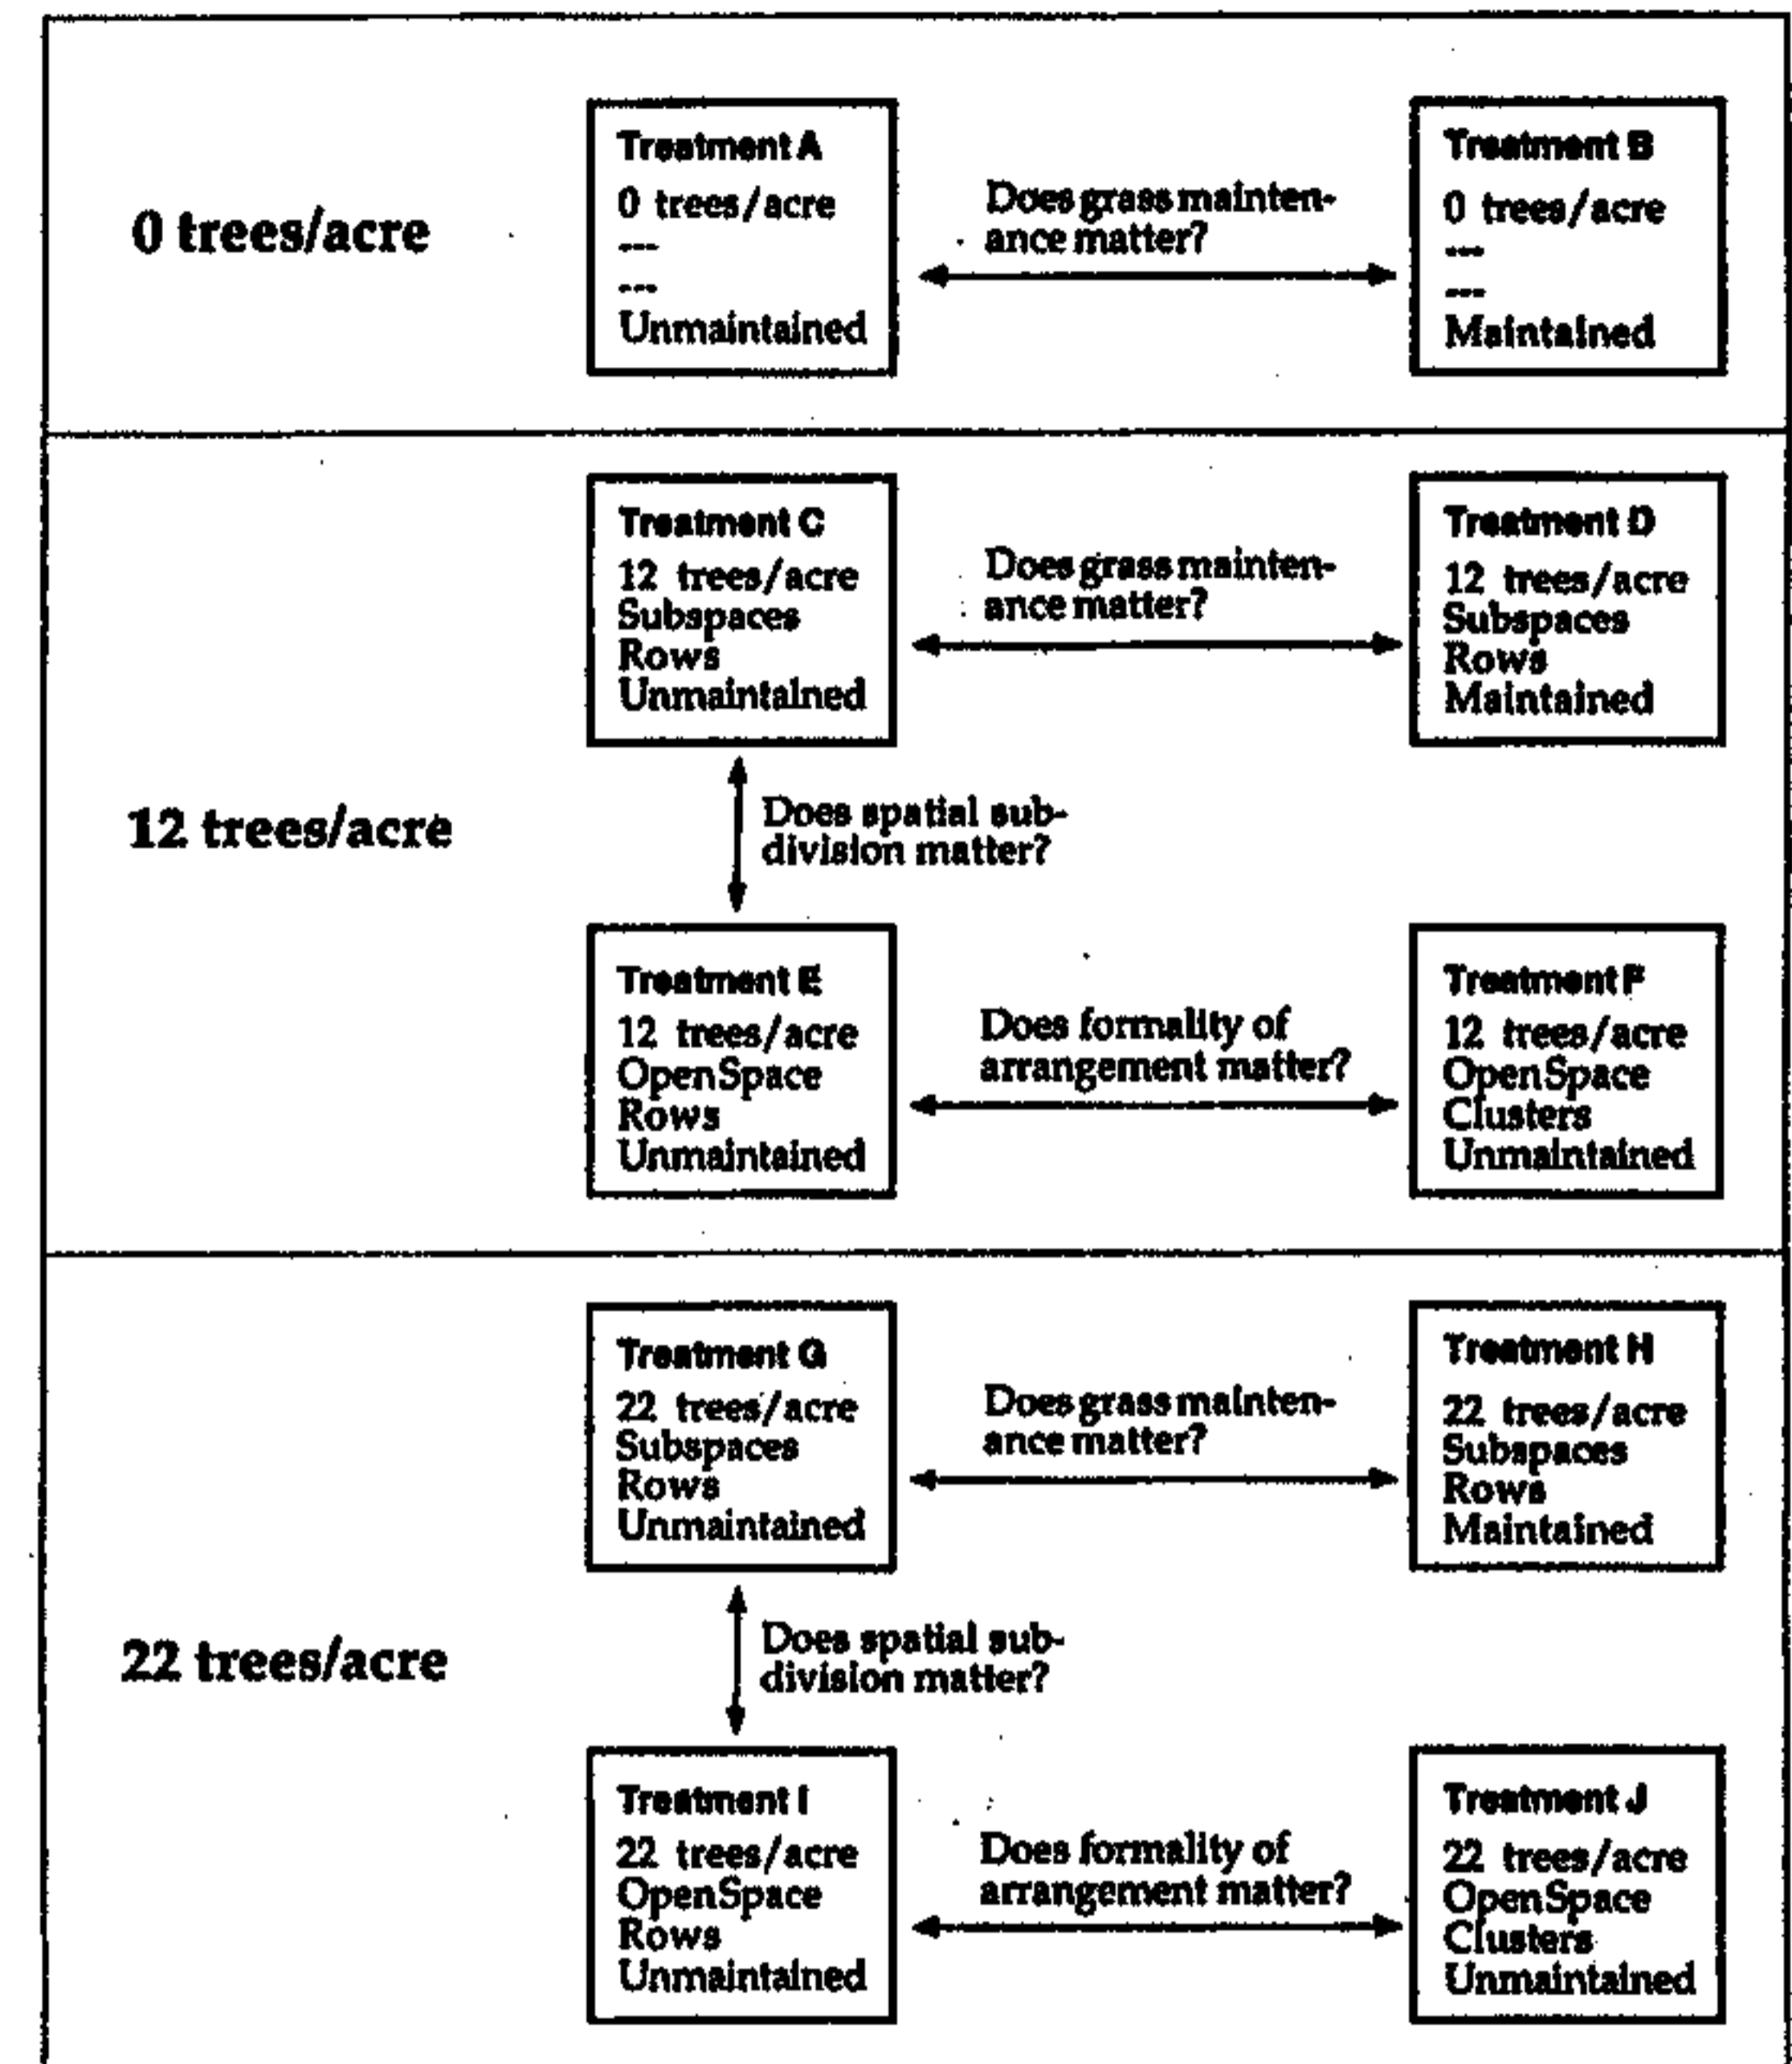 0 trees/acre
Treatment A
0 trees/acre
---
---
Unmaintained
Does grass mainten-
ance matter?
Treatment B
0 trees/acre
---
---
Maintained
12 trees/acre
Treatment C
12 trees/acre
Subspaces
Rows
Unmaintained
Does grass mainten-
ance matter?
Treatment D
12 trees/acre
Subspaces
Rows
Maintained
Does spatial sub-
division matter?
Treatment E
12 trees/acre
OpenSpace
Rows
Unmaintained
Does formality of
arrangement matter?
Treatment F
12 trees/acre
OpenSpace
Clusters
Unmaintained
22 trees/acre
Treatment G
22 trees/acre
Subspaces
Rows
Unmaintained
Does grass mainten-
ance matter?
Treatment H
22 trees/acre
Subspaces
Rows
Maintained
Does spatial sub-
division matter?
Treatment I
22 trees/acre
OpenSpace
Rows
Unmaintained
Does formality of
arrangement matter?
Treatment J
22 trees/acre
OpenSpace
Clusters
Unmaintained